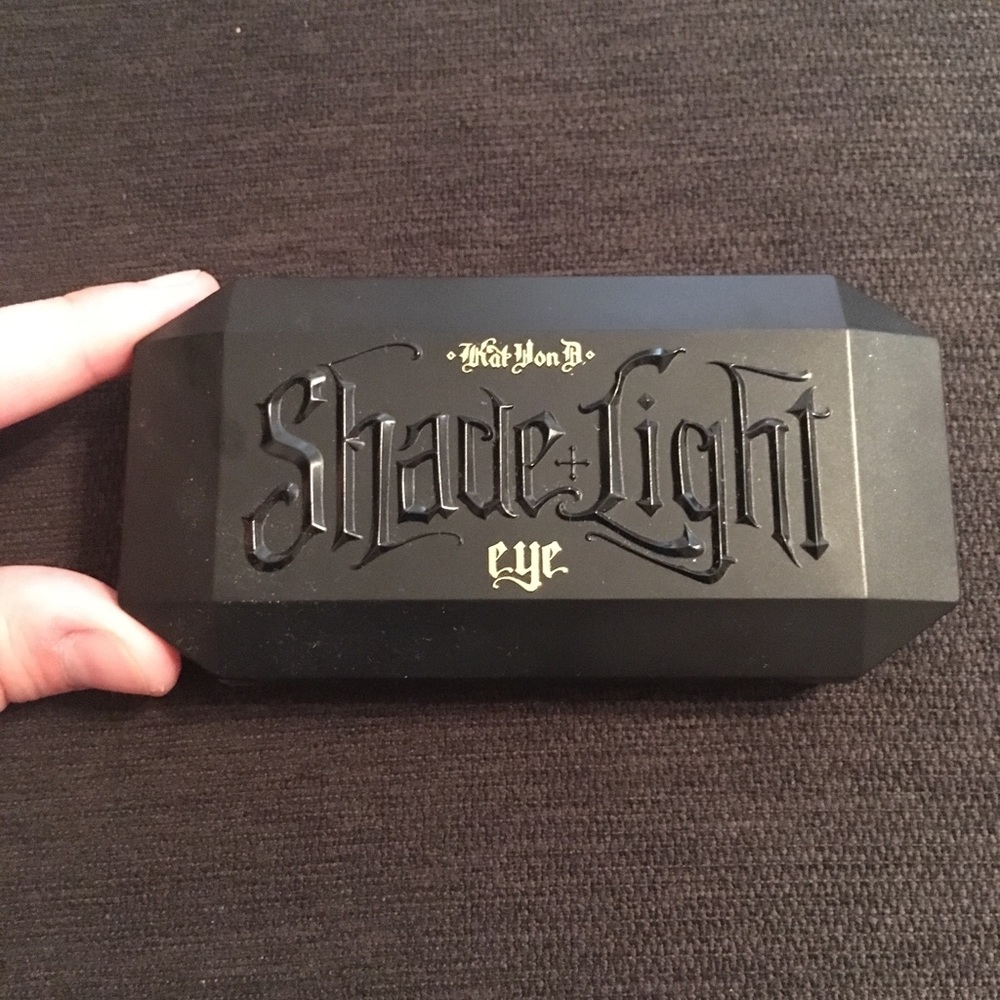 ·Kat Von D·
Shade+Light
eye